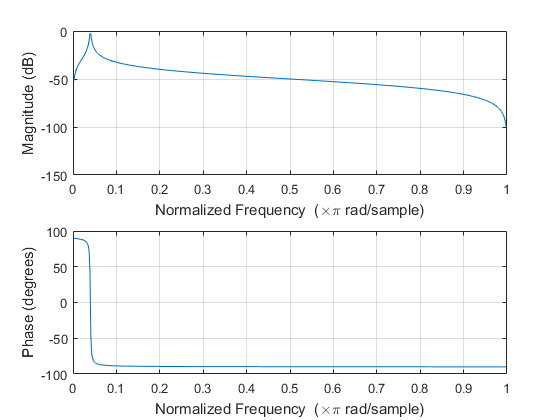 0
-50
-100
-150
Magnitude (dB)
0 0.1 0.2 0.3 0.4 0.5 0.6 0.7 0.8 0.9 1
Normalized Frequency (×π rad/sample)
100
50
0
-50
-100
Phase (degrees)
0 0.1 0.2 0.3 0.4 0.5 0.6 0.7 0.8 0.9 1
Normalized Frequency (×π rad/sample)